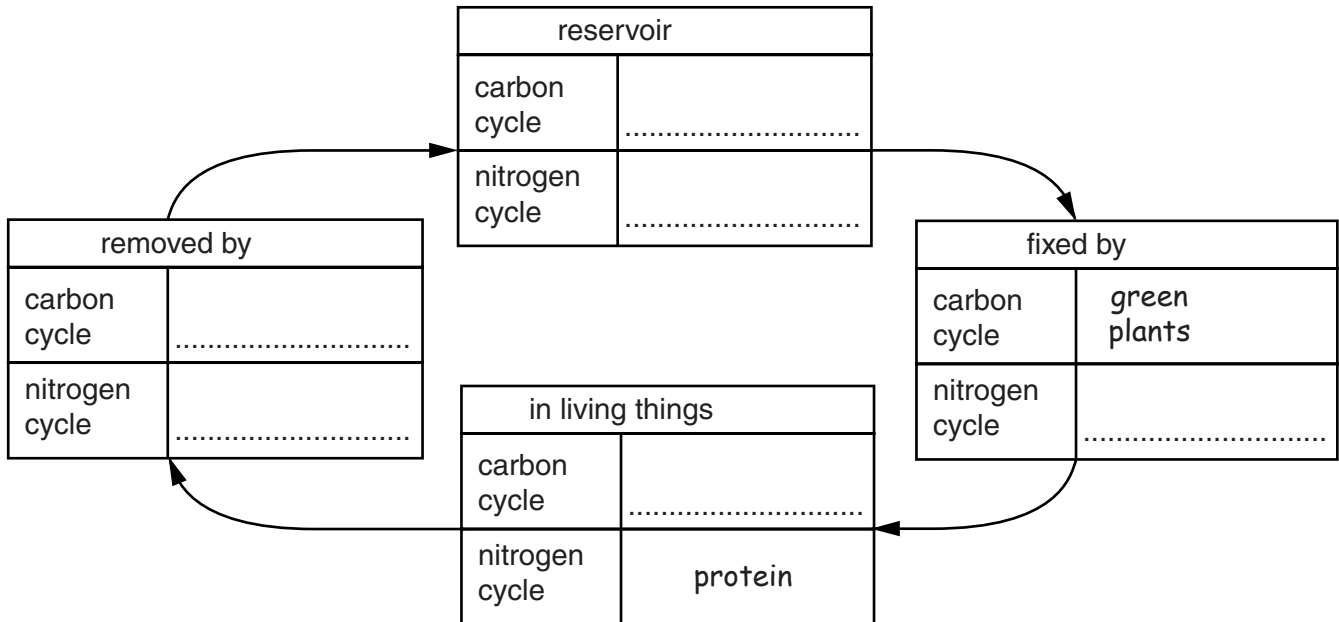 reservoir
carbon
cycle ............................
nitrogen
cycle ............................
removed by
carbon
cycle ............................
nitrogen
cycle ............................
fixed by
carbon
cycle
green
plants
nitrogen
cycle .............................
in living things
carbon
cycle ............................
nitrogen
cycle
protein